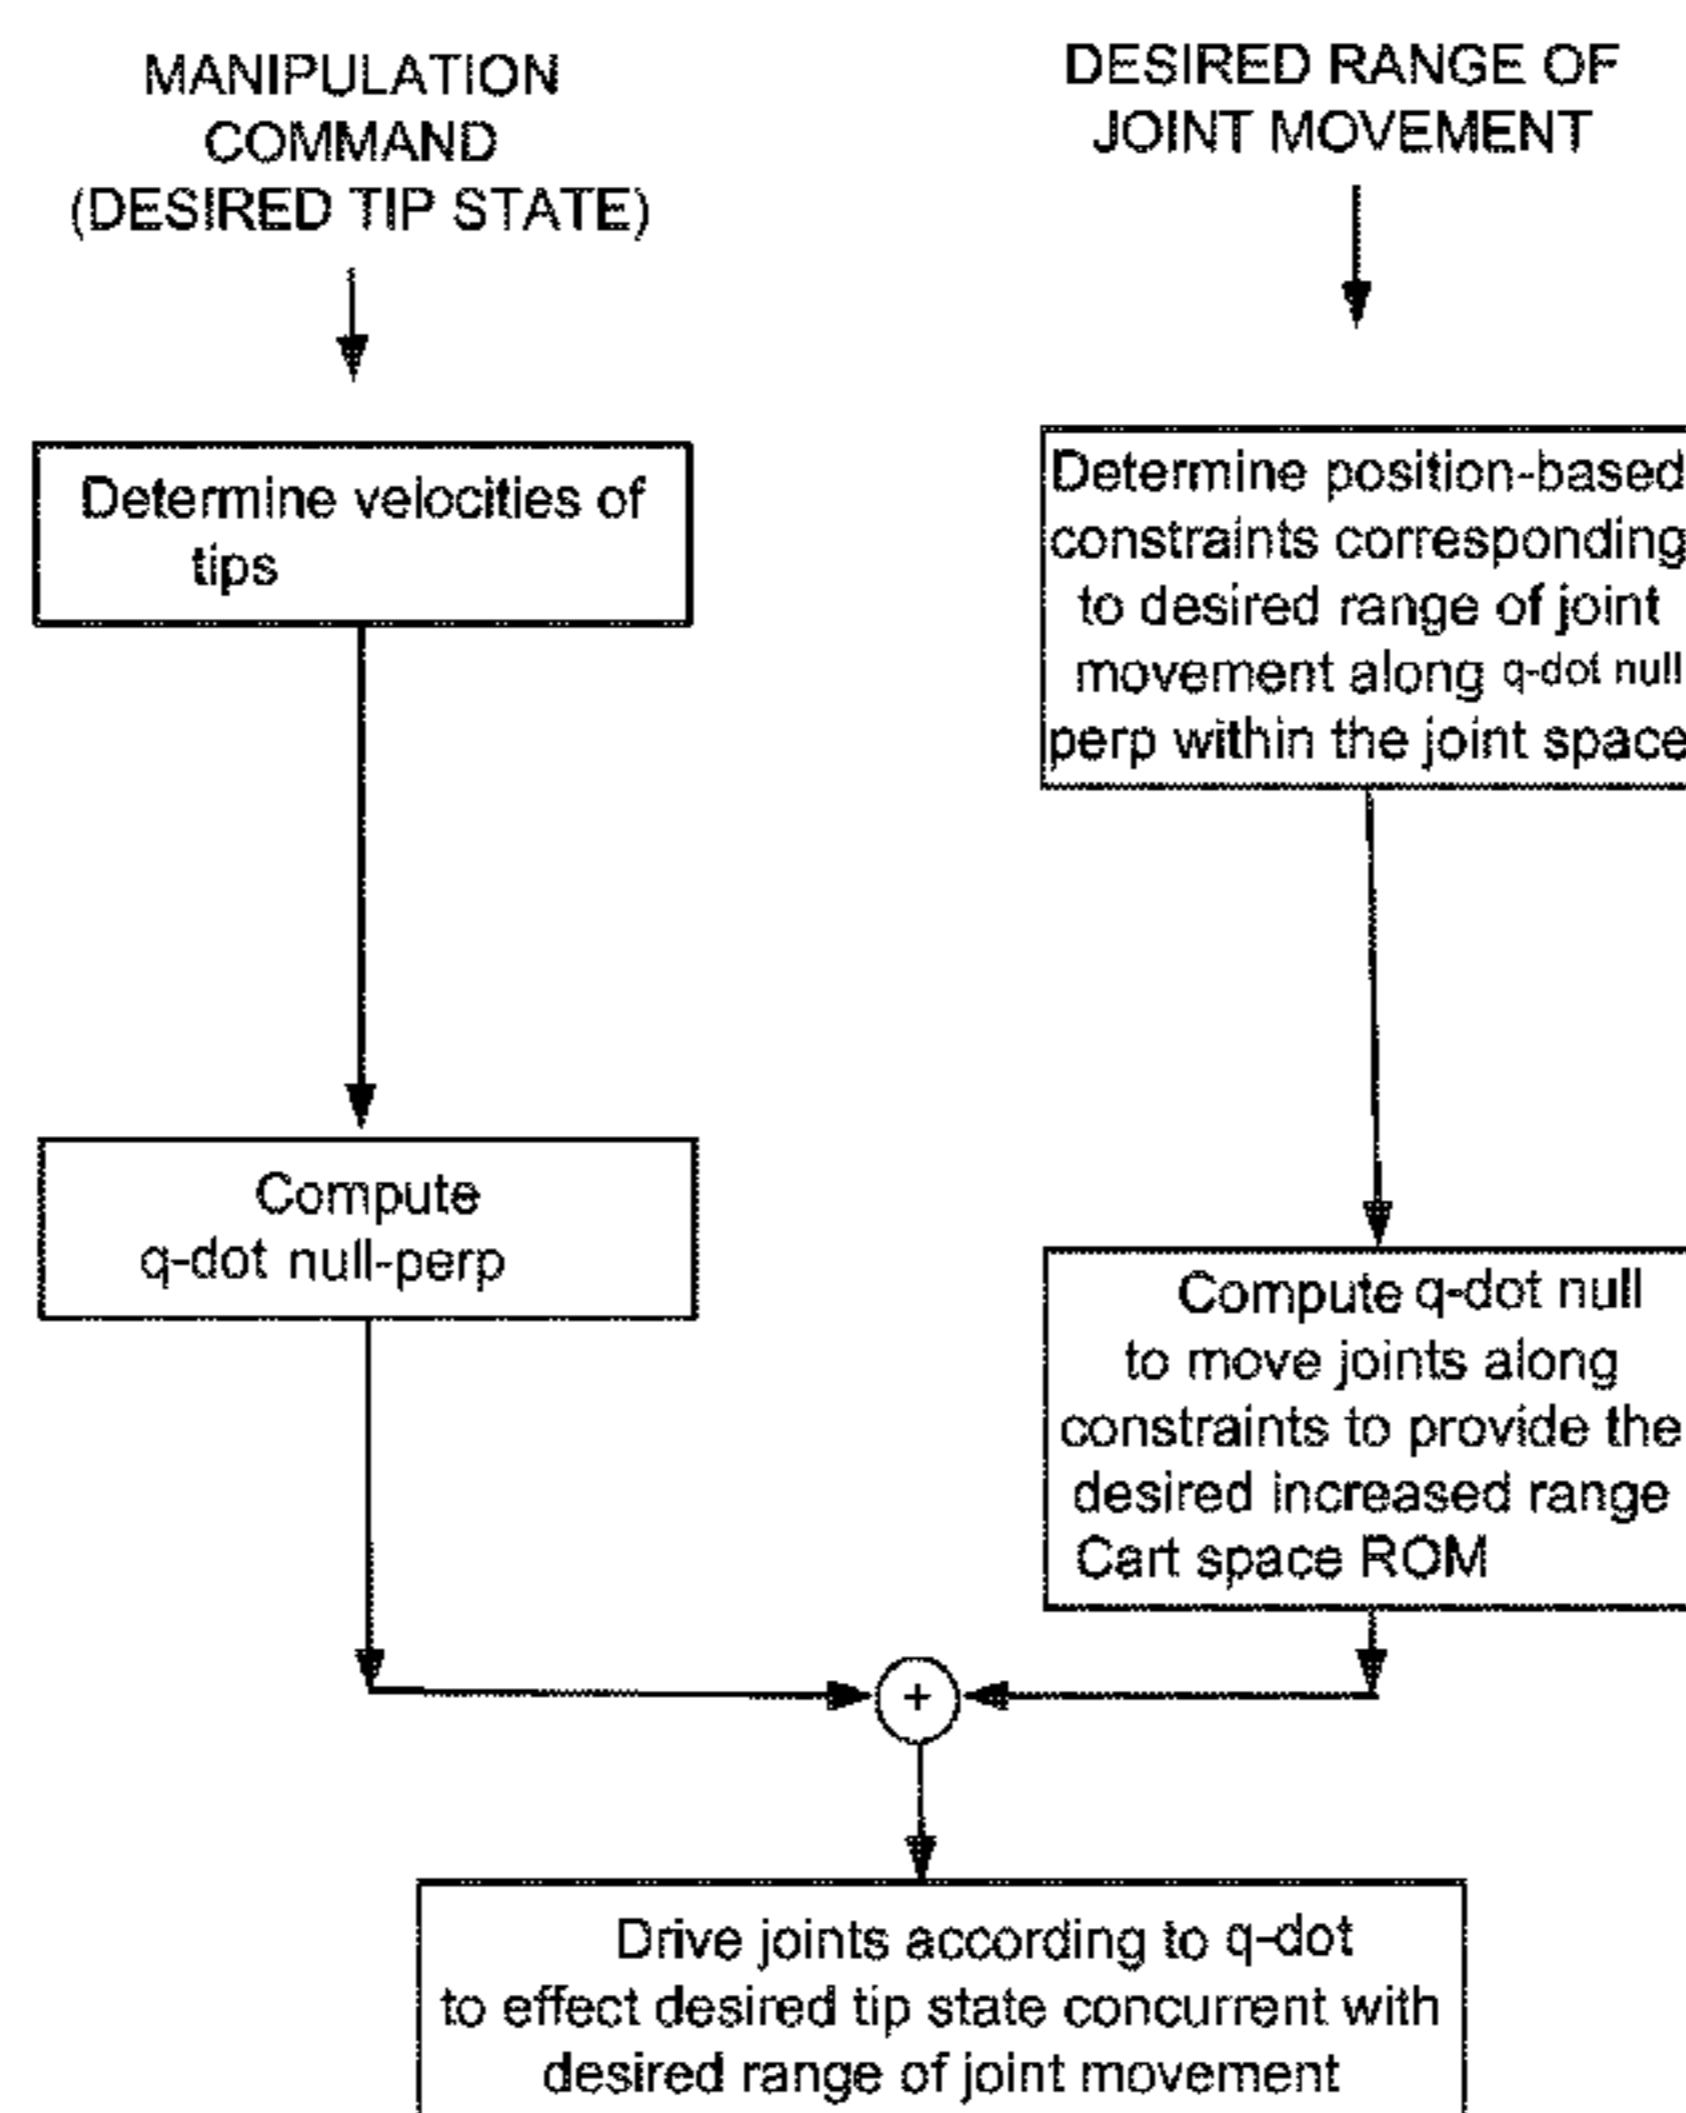 MANIPULATION
COMMAND
(DESIRED TIP STATE)
DESIRED RANGE OF
JOINT MOVEMENT
Determine velocities of
tips
Determine position-based
constraints corresponding
to desired range of joint
movement along q-dot null
perp within the joint space
Compute
q-dot null-perp
Compute q-dot null
to move joints along
constraints to provide the
desired increased range
Cart space ROM
+
Drive joints according to q-dot
to effect desired tip state concurrent with
desired range of joint movement